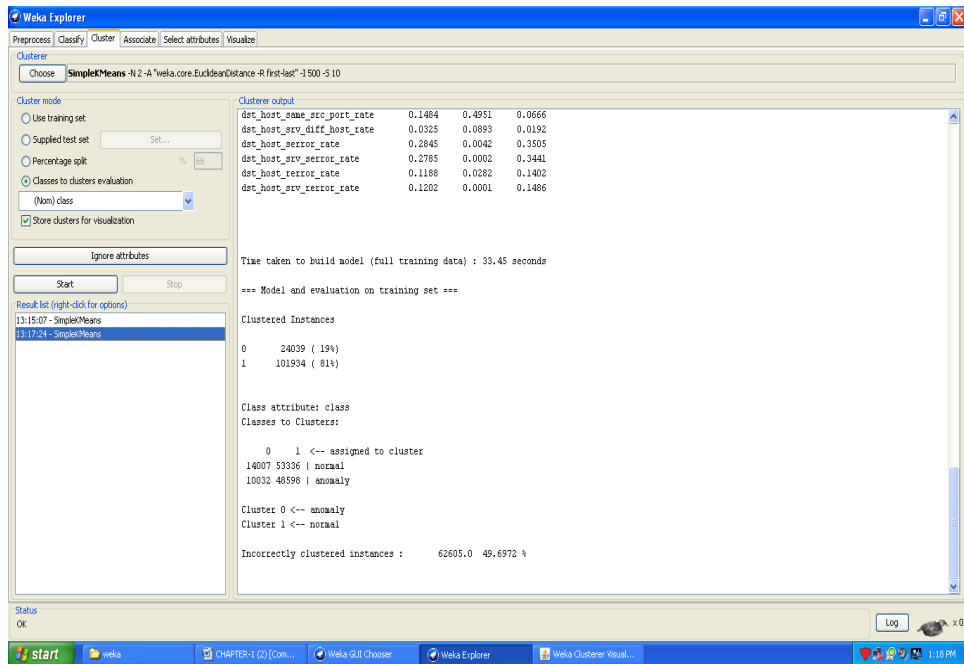 Weka Explorer
Preprocess Classify Cluster Associate Select attributes Visualize
Clusterer
Choose SimpleKMeans -N 2 -A "weka.core.EuclideanDistance -R first-last" -I 500 -S 10
Cluster mode
Use training set
Supplied test set Set...
Percentage split % 66
Classes to clusters evaluation
(Nom) class
Store clusters for visualization
Ignore attributes
Start Stop
Result list (right-click for options)
13:15:07 - SimpleKMeans
13:17:24 - SimpleKMeans
Clusterer output
dst_host_same_src_port_rate 0.1484 0.4951 0.0666
dst_host_srv_diff_host_rate 0.0325 0.0893 0.0192
dst_host_serror_rate 0.2845 0.0042 0.3505
dst_host_srv_serror_rate 0.2785 0.0002 0.3441
dst_host_rerror_rate 0.1188 0.0282 0.1402
dst_host_srv_rerror_rate 0.1202 0.0001 0.1486
Time taken to build model (full training data) : 33.45 seconds
=== Model and evaluation on training set ===
Clustered Instances
0 24039 ( 19%)
1 101934 ( 81%)
Class attribute: class
Classes to Clusters:
0 1 <-- assigned to cluster
14007 53336 | normal
10032 48598 | anomaly
Cluster 0 <-- anomaly
Cluster 1 <-- normal
Incorrectly clustered instances : 62605.0 49.6972 %
Status
OK
Log x 0
start weka CHAPTER-1 (2) [Com... Weka GUI Chooser Weka Explorer Weka Clusterer Visual... 1:18 PM